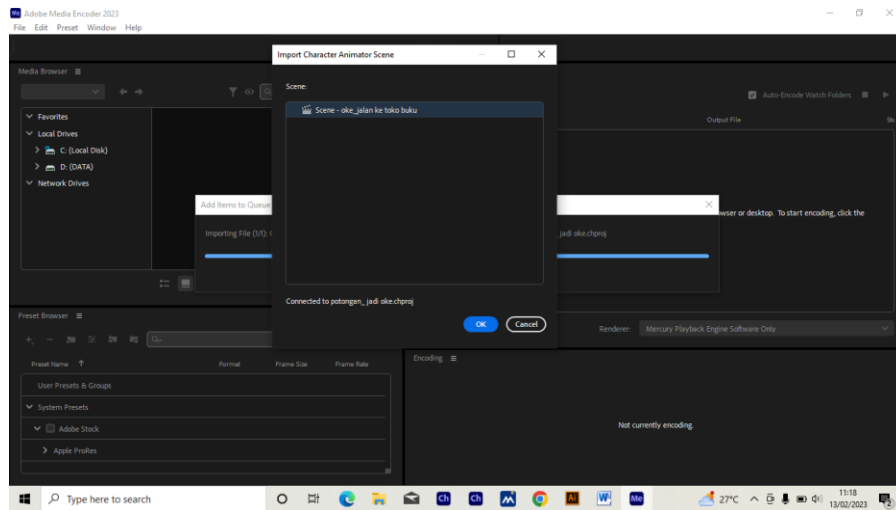 Adobe Media Encoder 2023
File Edit Preset Window Help
Import Character Animator Scene
Media Browser
Scene:
Scene - oke_jalan ke toko buku
Auto-Encode Watch Folders
Output File
Favorites
Local Drives
C: (Local Disk)
D: (DATA)
Network Drives
Add Items to Queue
wser or desktop. To start encoding, click the
Importing File (1/1):
_jadi oke.chproj
Connected to potongan_ jadi oke.chproj
OK Cancel
Preset Browser
Renderer: Mercury Playback Engine Software Only
Preset Name Format Frame Size Frame Rate
Encoding
User Presets & Groups
System Presets
Adobe Stock
Not currently encoding.
Apple ProRes
Type here to search
27°C
11:18
13/02/2023